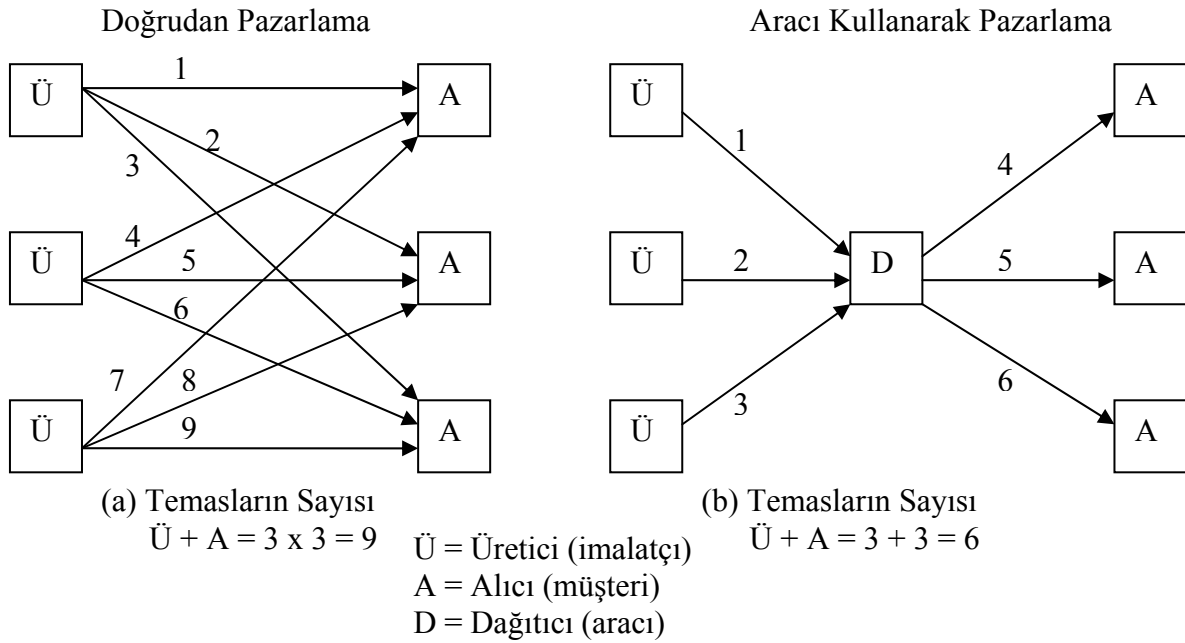 Doğrudan Pazarlama
Ü
Ü
Ü
1
2
3
4
5
6
7
8
9
A
A
A
(a) Temasların Sayısı
Ü + A = 3 x 3 = 9
Aracı Kullanarak Pazarlama
Ü
Ü
Ü
1
2
3
D
4
5
6
A
A
A
(b) Temasların Sayısı
Ü + A = 3 + 3 = 6
Ü = Üretici (imalatçı)
A = Alıcı (müşteri)
D = Dağıtıcı (aracı)